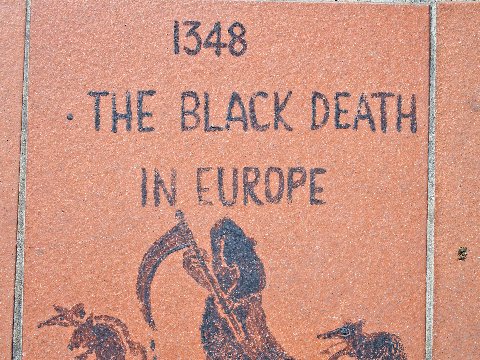 1348
· THE BLACK DEATH
IN EUROPE